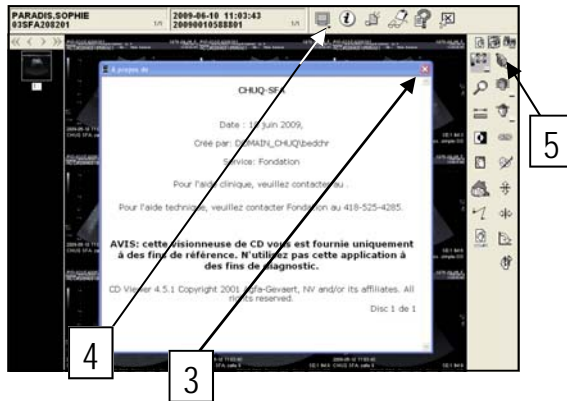 PARADIS,SOPHIE
03SFA208201
1/1
2009-06-10 11:03:43
20090010588801
1/1
A propos de
CHUQ-SFA
Date : 15 juin 2009,
Créé par: DOMAIN_CHUQ\bedchr
Service: Fondation
Pour l'aide clinique, veuillez contacter au .
Pour l'aide technique, veuillez contacter Fondation au 418-525-4285.
AVIS: cette visionneuse de CD vous est fournie uniquement
à des fins de référence. N'utilisez pas cette application à
des fins de diagnostic.
CD Viewer 4.5.1 Copyright 2001 Agfa-Gevaert, NV and/or its affiliates. All
rights reserved.
Disc 1 de 1
5
4
3